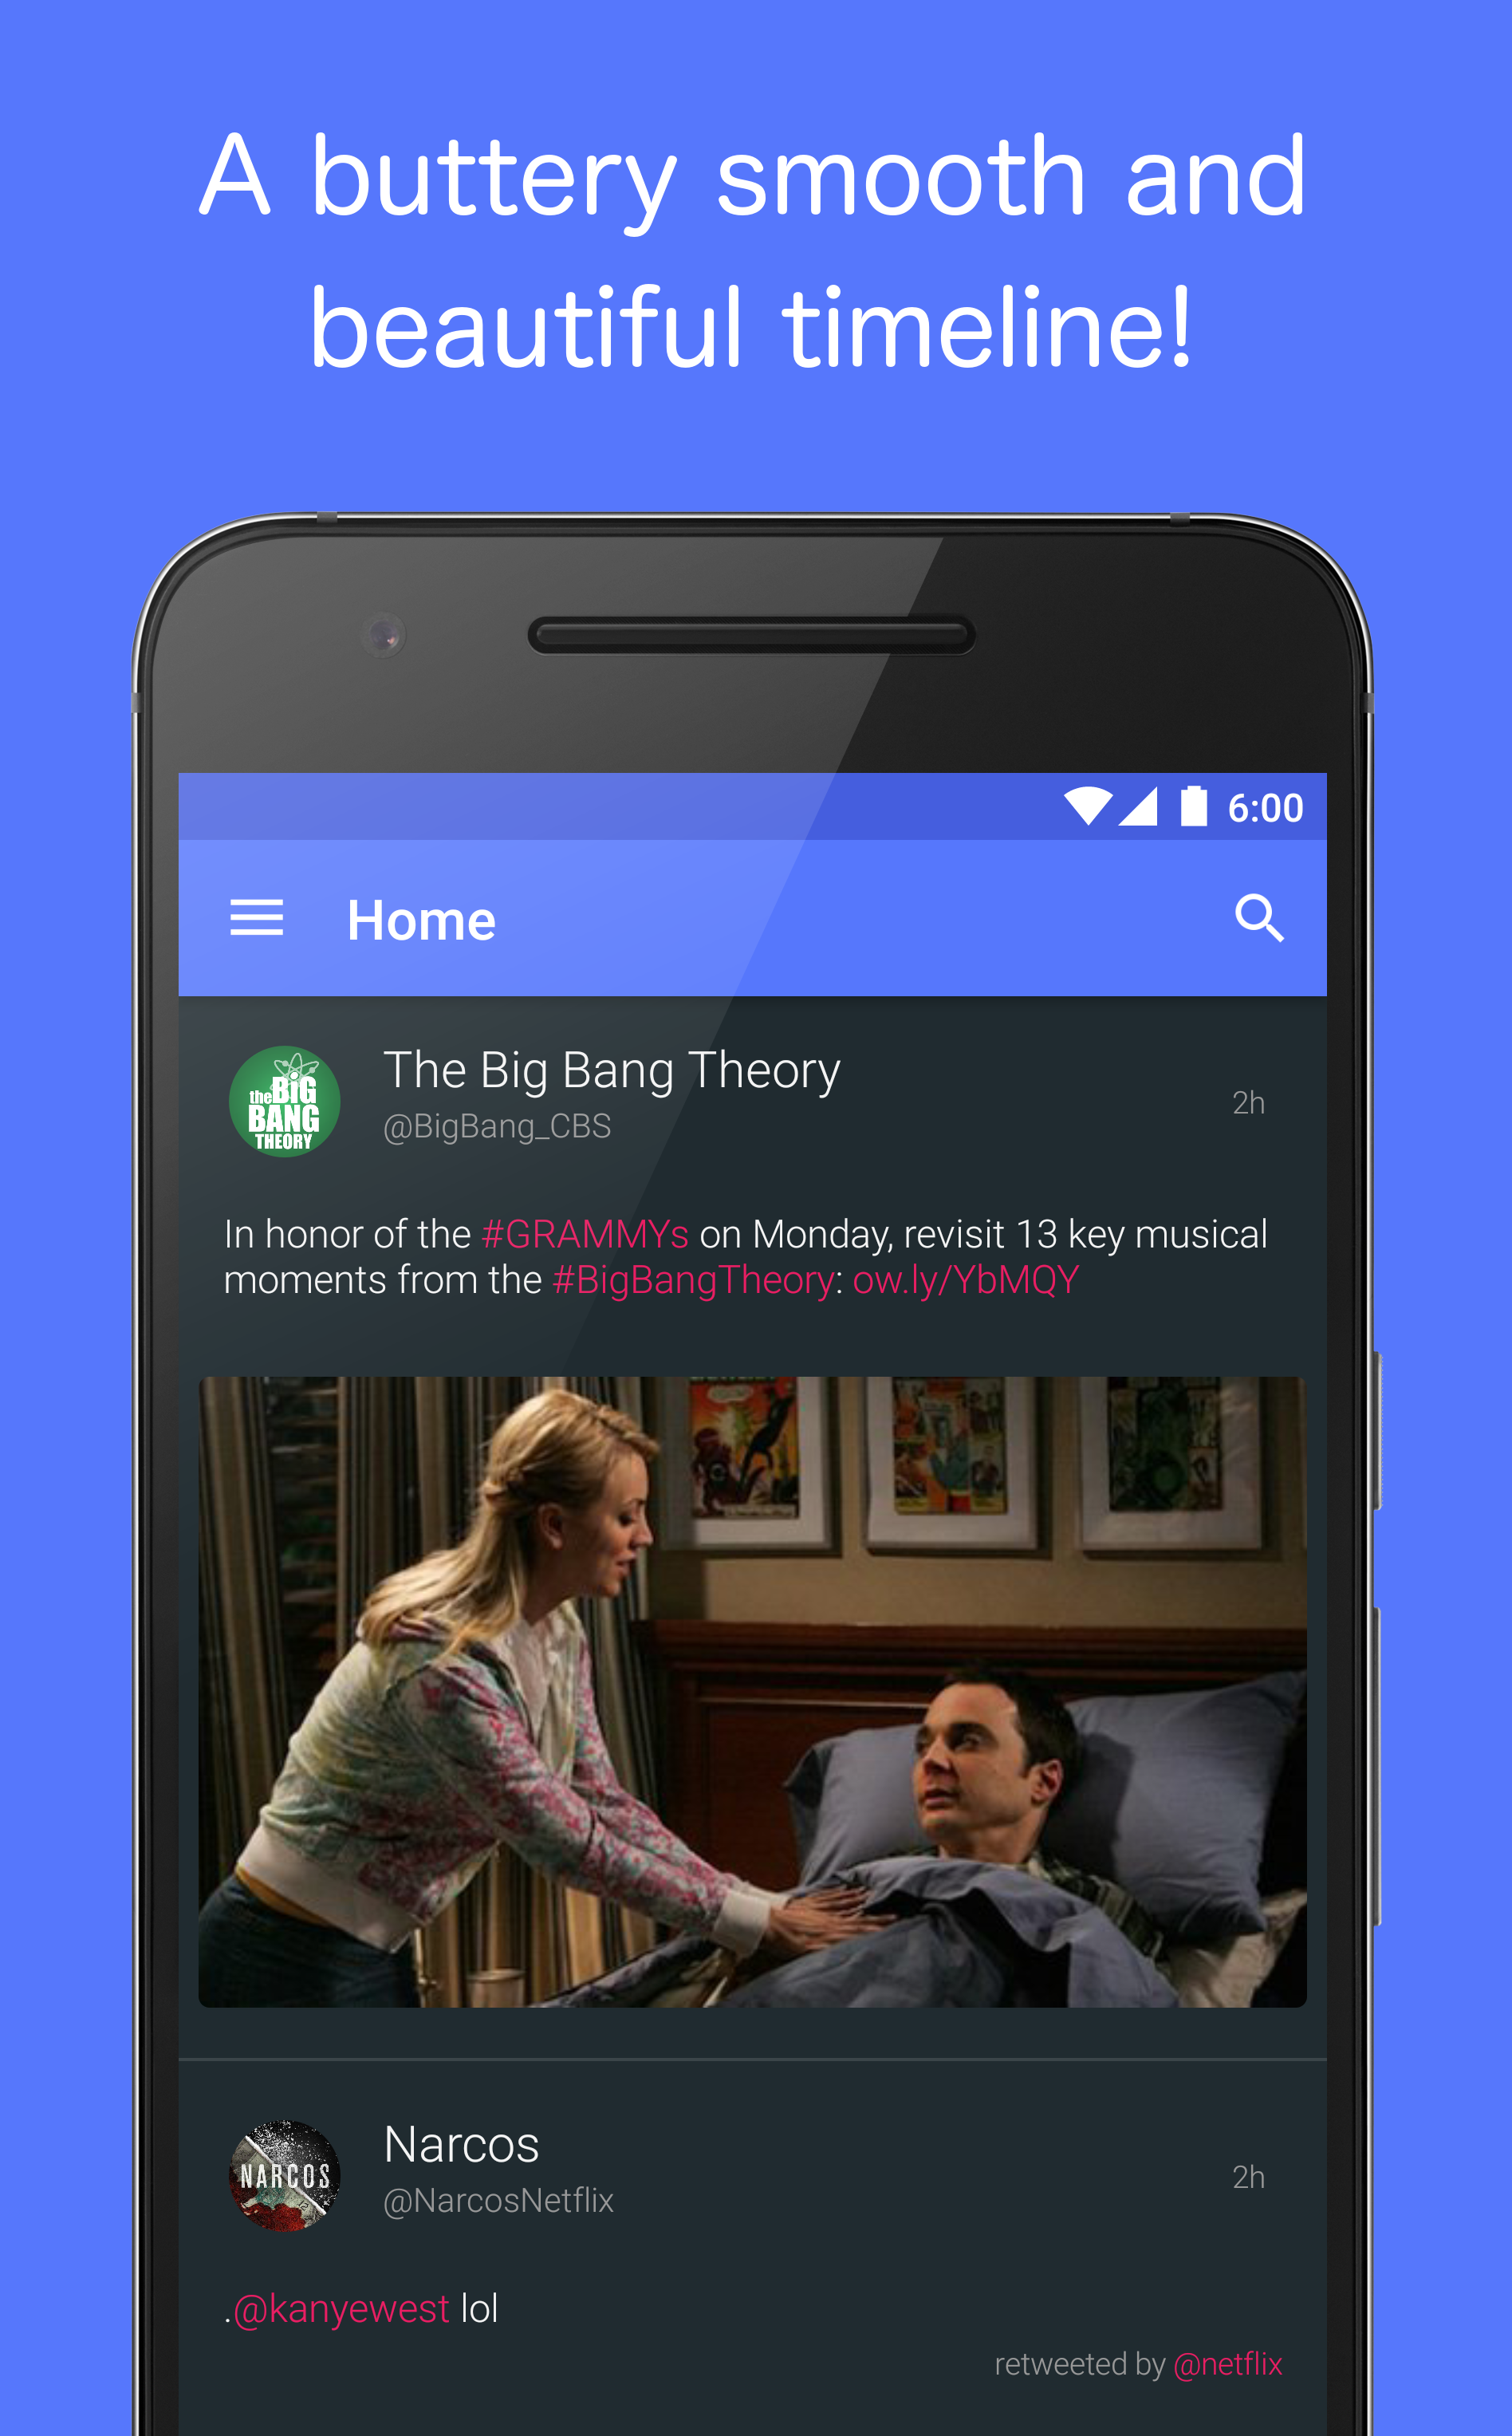 A buttery smooth and
beautiful timeline!
6:00
Home
the BIG
BANG
THEORY
The Big Bang Theory
@BigBang_CBS
2h
In honor of the #GRAMMYs on Monday, revisit 13 key musical
moments from the #BigBangTheory: ow.ly/YbMQY
NARCOS
Narcos
@NarcosNetflix
2h
.@kanyewest lol
retweeted by @netflix